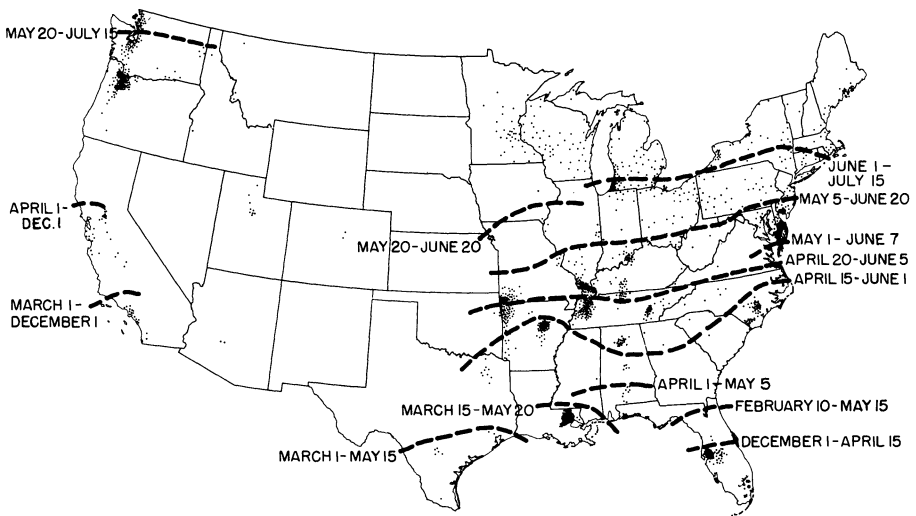 MAY 20-JULY 15
JUNE 1-
JULY 15
MAY 5-JUNE 20
APRIL 1-
DEC. 1
MAY 20-JUNE 20
MAY 1-JUNE 7
APRIL 20-JUNE 5
APRIL 15-JUNE 1
MARCH 1-
DECEMBER 1
APRIL 1-MAY 5
MARCH 15-MAY 20
FEBRUARY 10-MAY 15
DECEMBER 1-APRIL 15
MARCH 1-MAY 15